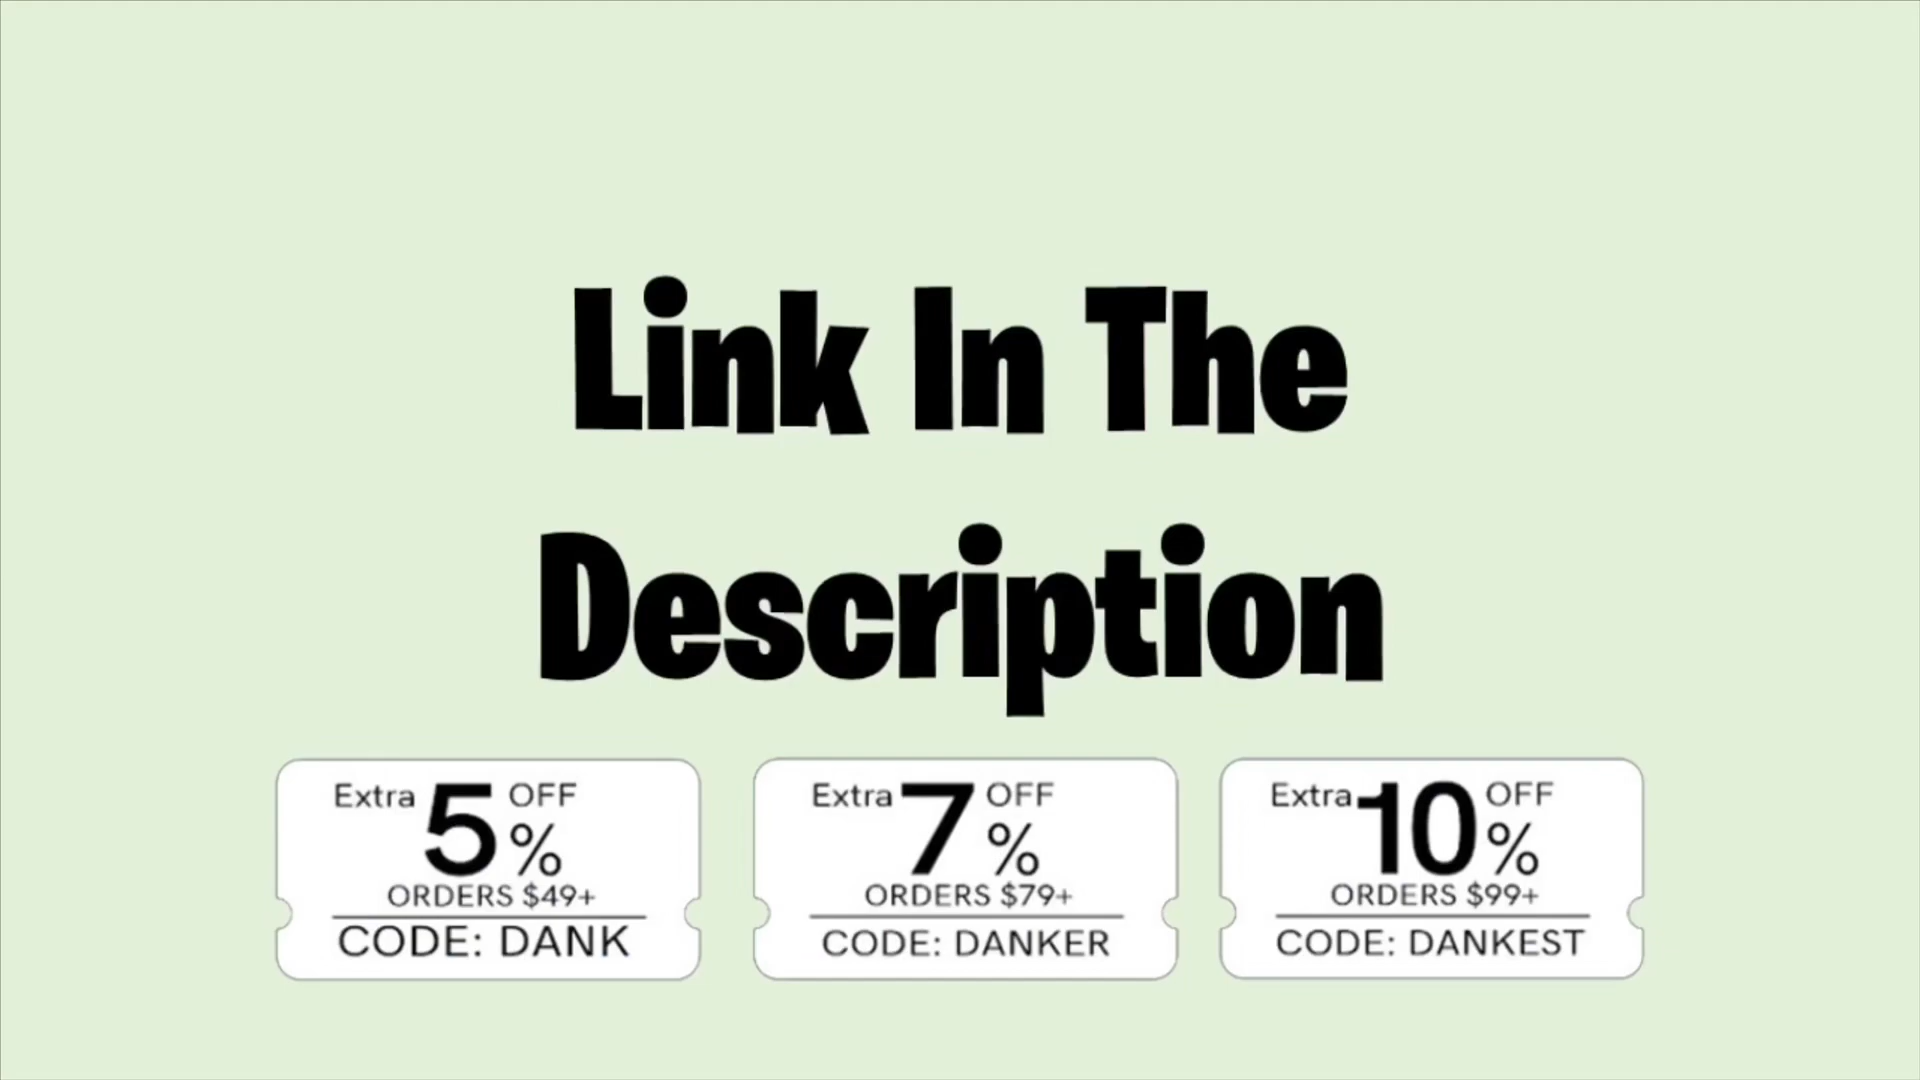 Link In The
Description
Extra 5% OFF
ORDERS $49+
CODE: DANK
Extra 7% OFF
ORDERS $79+
CODE: DANKER
Extra 10% OFF
ORDERS $99+
CODE: DANKEST